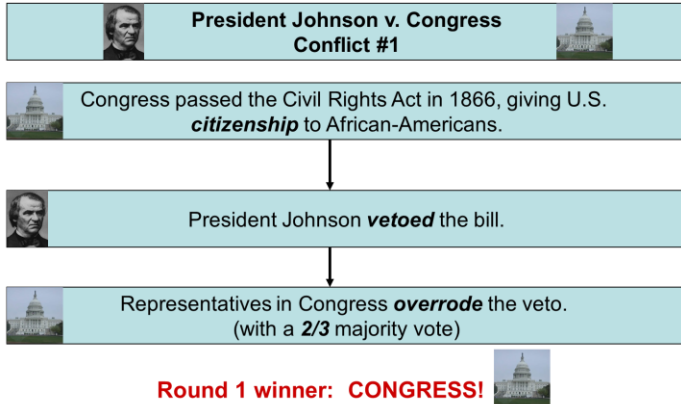 President Johnson v. Congress
Conflict #1
Congress passed the Civil Rights Act in 1866, giving U.S.
citizenship to African-Americans.
President Johnson vetoed the bill.
Representatives in Congress overrode the veto.
(with a 2/3 majority vote)
Round 1 winner: CONGRESS!